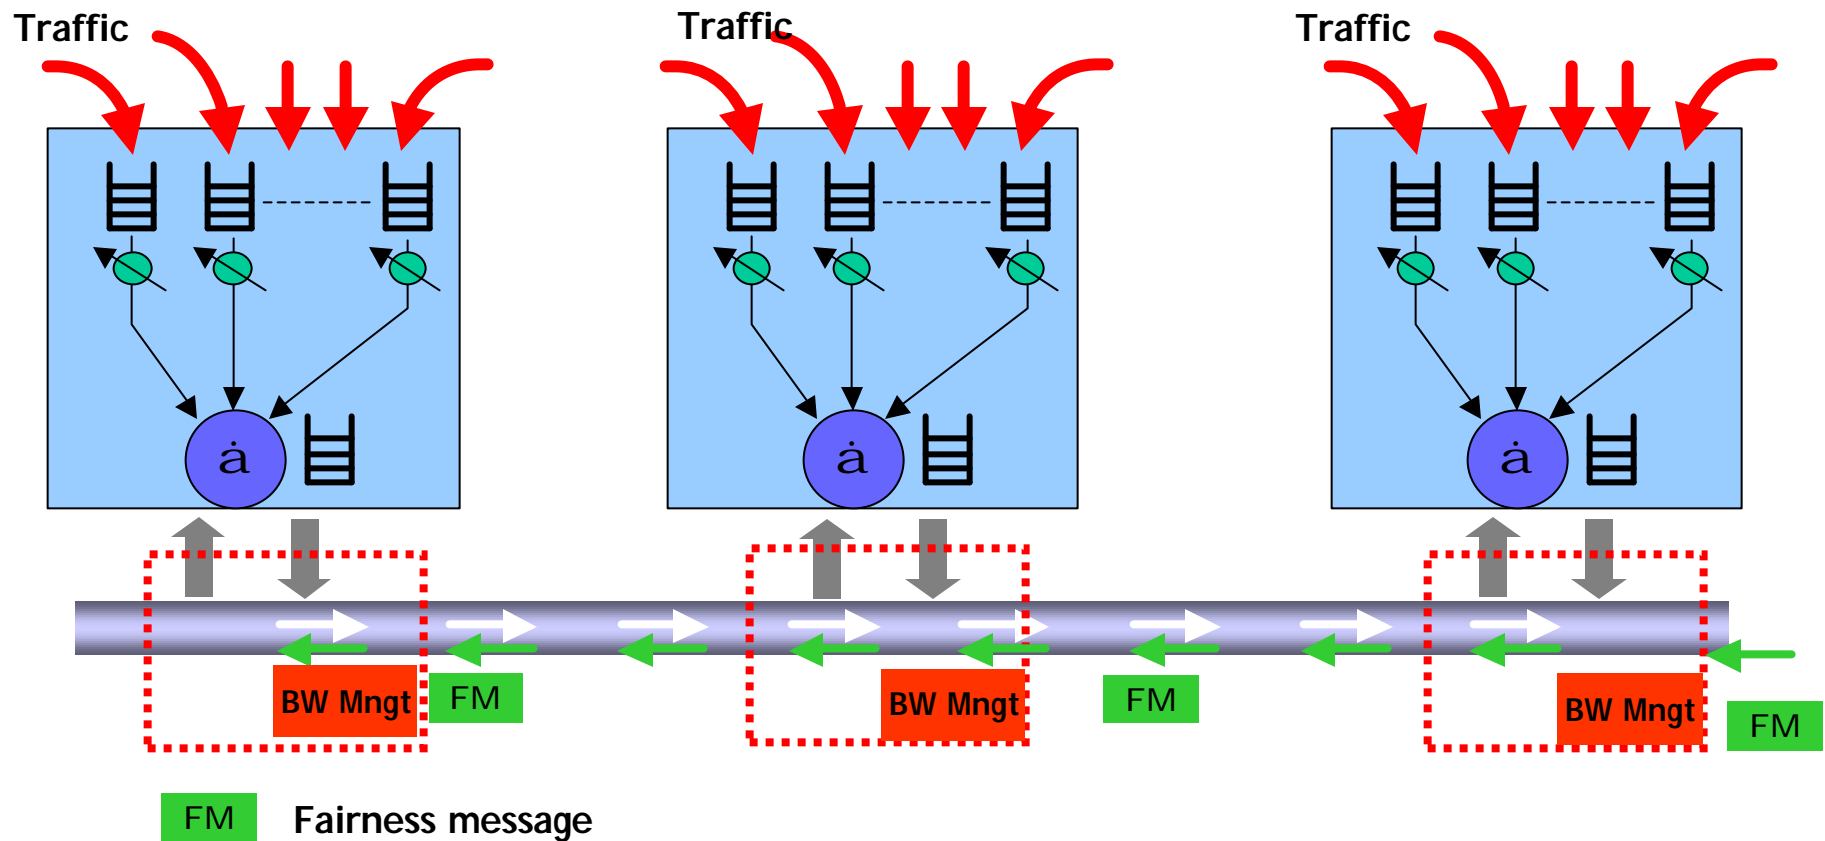 Traffic
Traffic
Traffic
ȧ
ȧ
ȧ
BW Mngt
FM
BW Mngt
FM
BW Mngt
FM
FM Fairness message